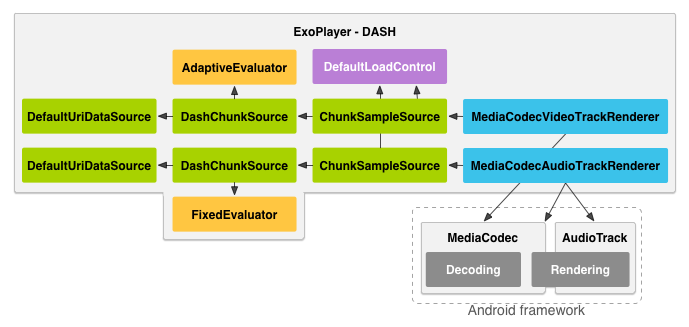 ExoPlayer - DASH
AdaptiveEvaluator
DefaultLoadControl
DefaultUriDataSource
DashChunkSource
ChunkSampleSource
MediaCodecVideoTrackRenderer
DefaultUriDataSource
DashChunkSource
ChunkSampleSource
MediaCodecAudioTrackRenderer
FixedEvaluator
MediaCodec
AudioTrack
Decoding
Rendering
Android framework